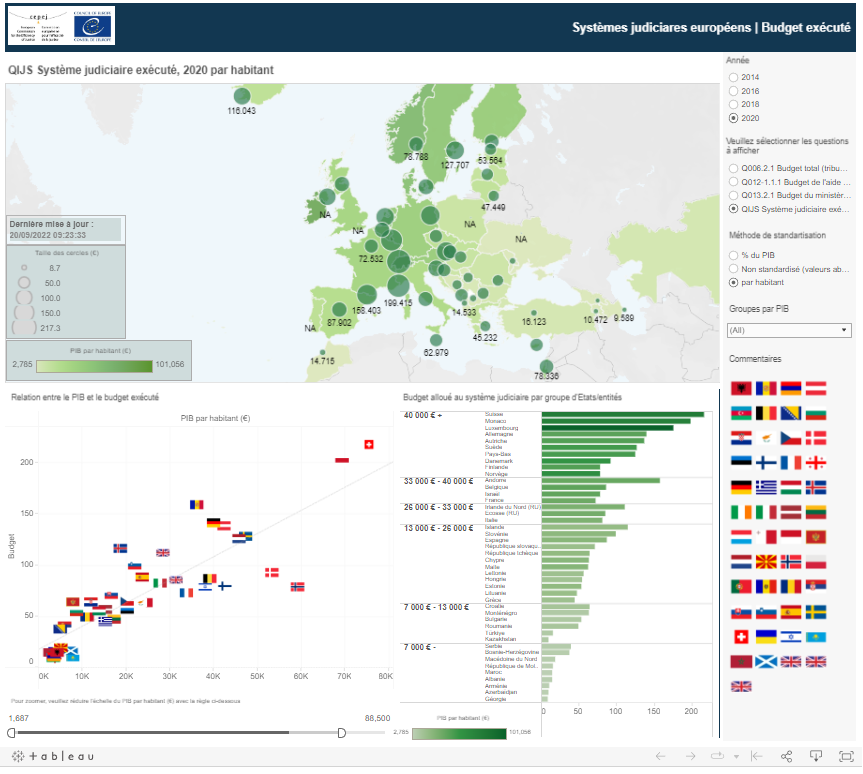 cepej
COUNCIL OF EUROPE
CONSEIL DE L'EUROPE
Systèmes judiciares européens | Budget exécuté
QIJS Système judiciaire exécuté, 2020 par habitant
116.043
78.788
127.707
53.564
47.449
NA
NA
NA
NA
72.532
199.415
158.403
NA
87.902
14.533
16.123
10.472
9.589
45.232
62.979
14.715
78.336
Dernière mise à jour :
20/09/2022 09:23:33
Taille des cercles (€)
8.7
50.0
100.0
150.0
217.3
PIB par habitant (€)
2,785
101,056
Année
2014
2016
2018
2020
Veuillez sélectionner les questions
à afficher
Q006.2.1 Budget total (tribu...
Q012-1.1.1 Budget de l'aide ...
Q013.2.1 Budget du ministèr...
QIJS Système judiciaire exé...
Méthode de standartisation
% du PIB
Non standardisé (valeurs ab...
par habitant
Groupes par PIB
(All)
Commentaires
Relation entre le PIB et le budget exécuté
PIB par habitant (€)
Budget
200
150
100
50
0
0K 10K 20K 30K 40K 50K 60K 70K 80K
Pour zoomer, veuillez réduire l'échelle du PIB par habitant (€) avec la règle ci-dessous
1,687
88,500
Budget alloué au système judiciaire par groupe d'Etats/entités
40 000 € +
Suisse
Monaco
Luxembourg
Allemagne
Autriche
Suède
Pays-Bas
Danemark
Finlande
Norvège
33 000 € - 40 000 €
Andorre
Belgique
Israel
France
26 000 € - 33 000 €
Irlande du Nord (RU)
Ecosse (RU)
Italie
13 000 € - 26 000 €
Islande
Slovénie
Espagne
République slovaqu..
République tchèque
Chypre
Malte
Lettonie
Hongrie
Estonie
Lituanie
Grèce
7 000 € - 13 000 €
Croatie
Monténégro
Bulgarie
Roumanie
Türkiye
Kazakhstan
7 000 € -
Serbie
Bosnie-Herzégovine
Macédoine du Nord
République de Mol..
Maroc
Albanie
Arménie
Azerbaïdjan
Géorgie
0 50 100 150 200
PIB par habitant (€)
2,785
101,056
+ableau